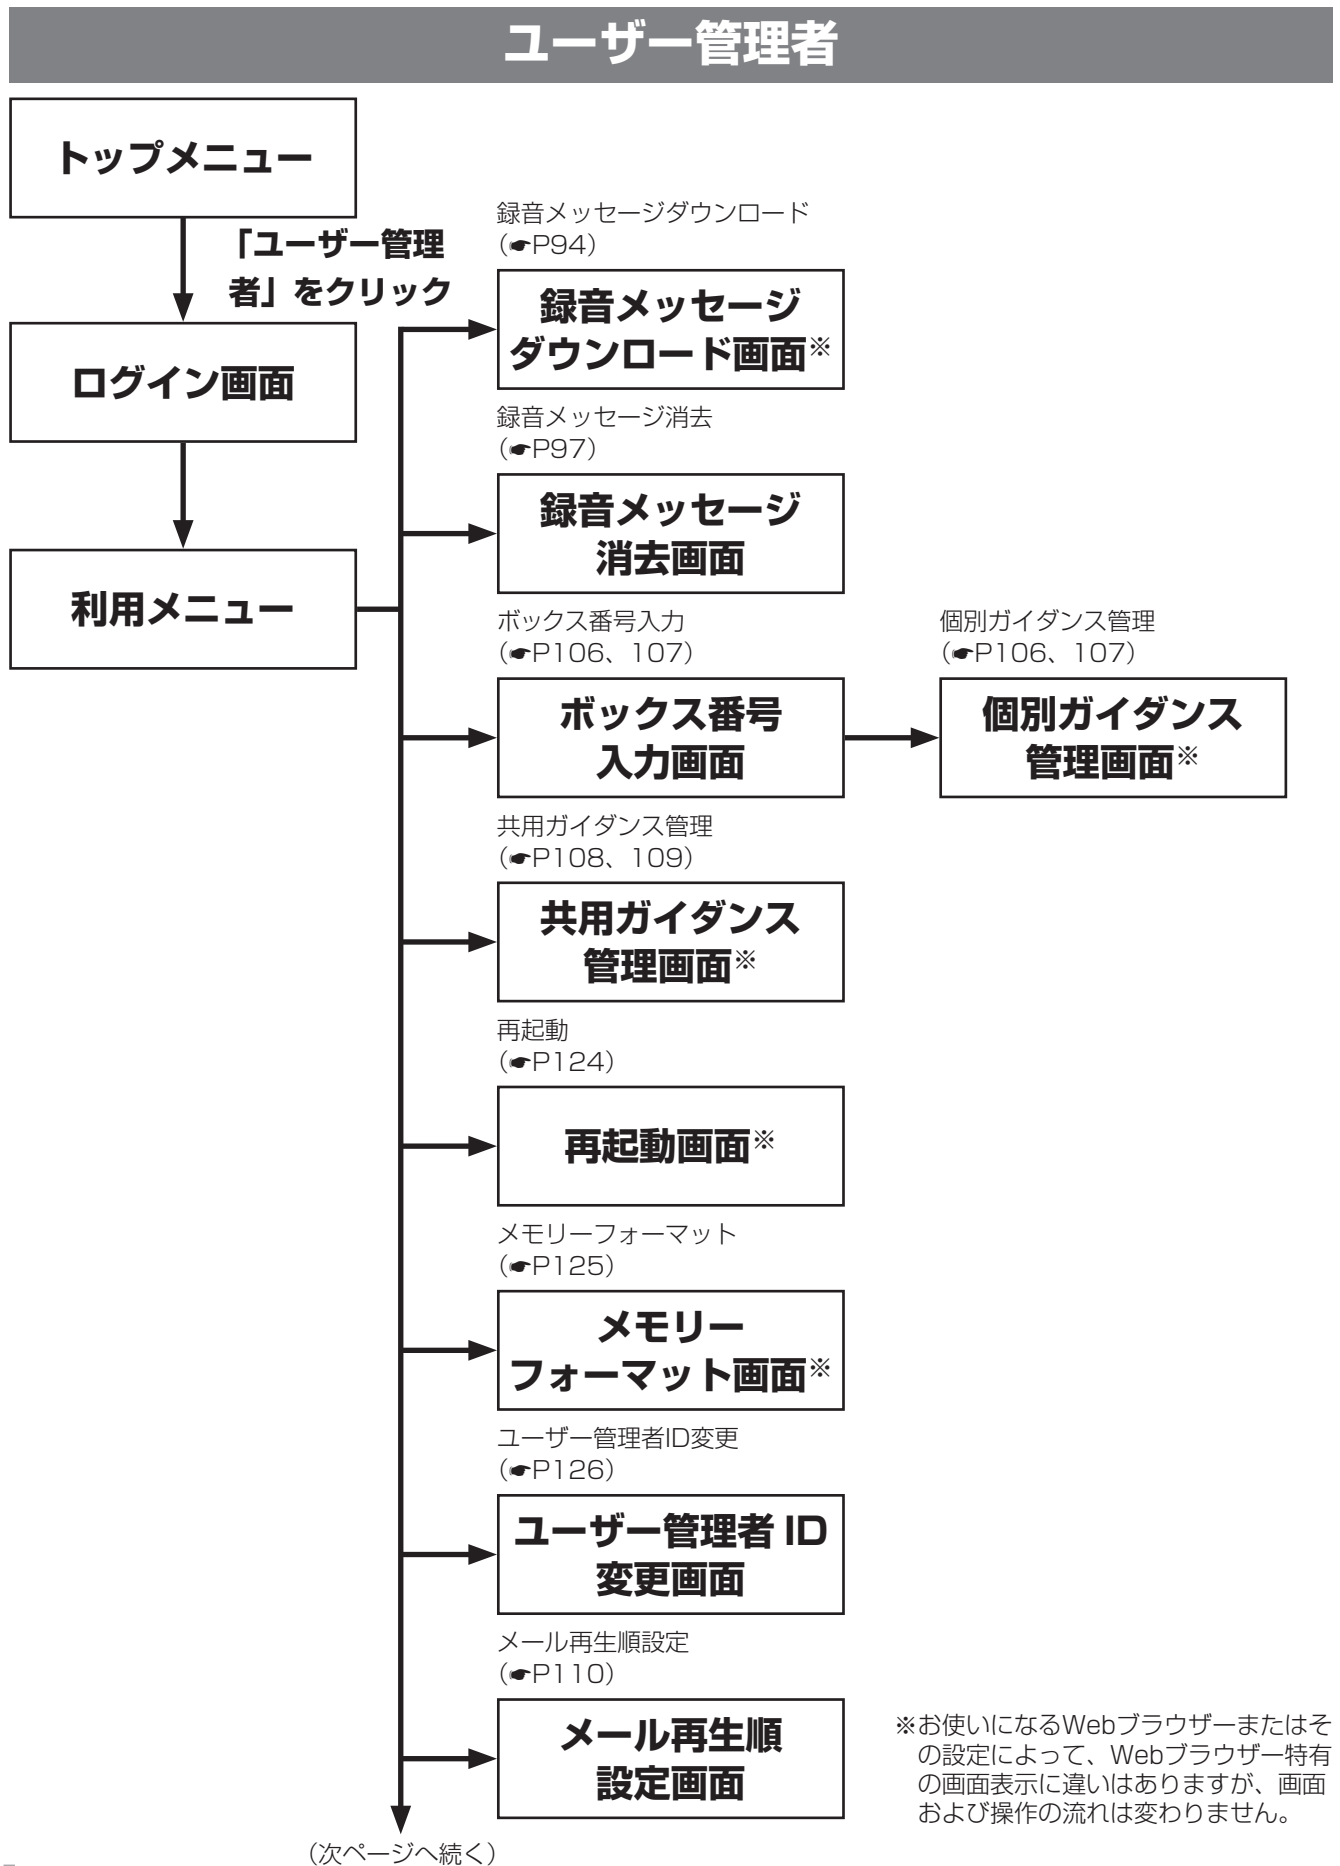 ユーザー管理者
トップメニュー
「ユーザー管理
者」をクリック
ログイン画面
利用メニュー
録音メッセージダウンロード
(☛P94)
録音メッセージ
ダウンロード画面※
録音メッセージ消去
(☛P97)
録音メッセージ
消去画面
ボックス番号入力
(☛P106、107)
ボックス番号
入力画面
個別ガイダンス管理
(☛P106、107)
個別ガイダンス
管理画面※
共用ガイダンス管理
(☛P108、109)
共用ガイダンス
管理画面※
再起動
(☛P124)
再起動画面※
メモリーフォーマット
(☛P125)
メモリー
フォーマット画面※
ユーザー管理者ID変更
(☛P126)
ユーザー管理者 ID
変更画面
メール再生順設定
(☛P110)
メール再生順
設定画面
※お使いになるWebブラウザーまたはそ
の設定によって、Webブラウザー特有
の画面表示に違いはありますが、画面
および操作の流れは変わりません。
(次ページへ続く)